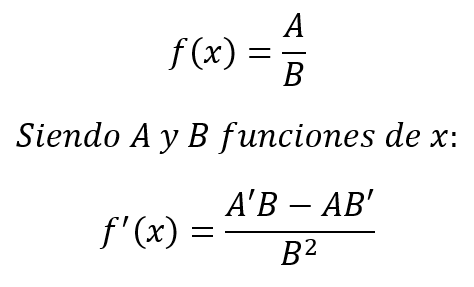 f(x) = A/B
Siendo A y B funciones de x:
f'(x) = (A'B − AB')/B²